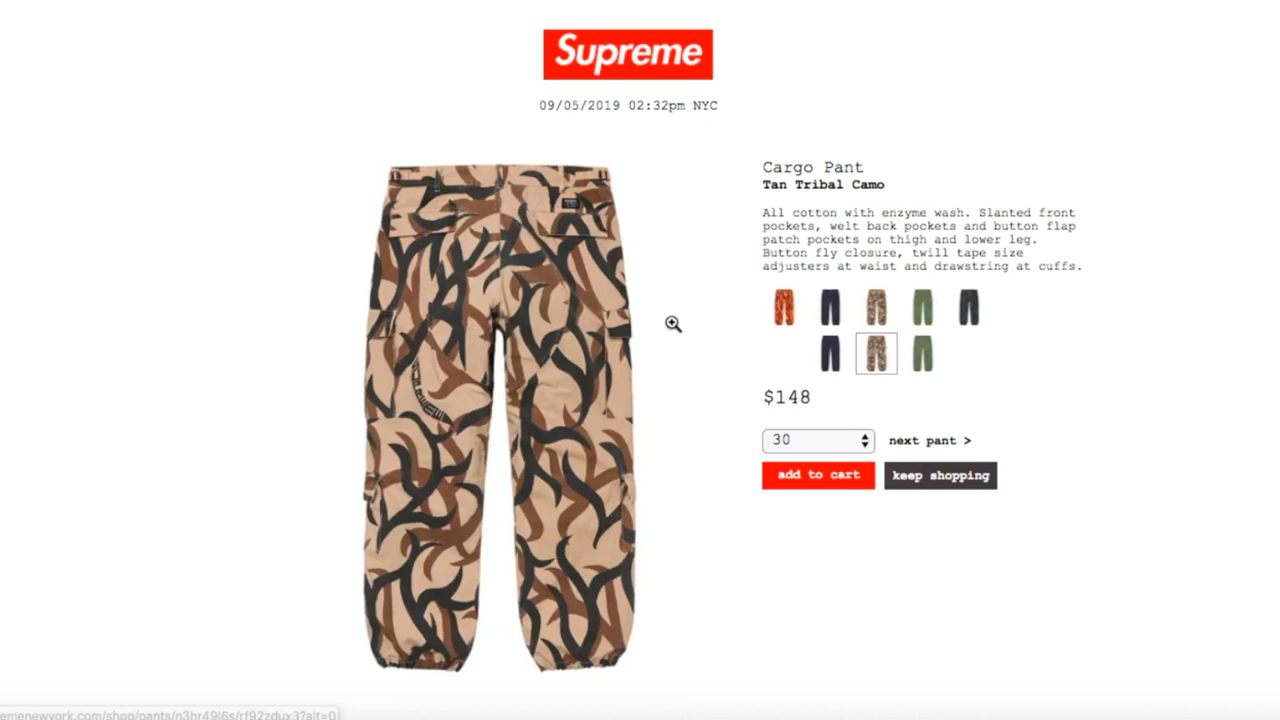 Supreme
09/05/2019 02:32pm NYC
Cargo Pant
Tan Tribal Camo
All cotton with enzyme wash. Slanted front
pockets, welt back pockets and button flap
patch pockets on thigh and lower leg.
Button fly closure, twill tape size
adjusters at waist and drawstring at cuffs.
$148
30
next pant >
add to cart
keep shopping
emenewyork.com/shop/pants/n3hr49l6s/rf92zdux3?alt=0